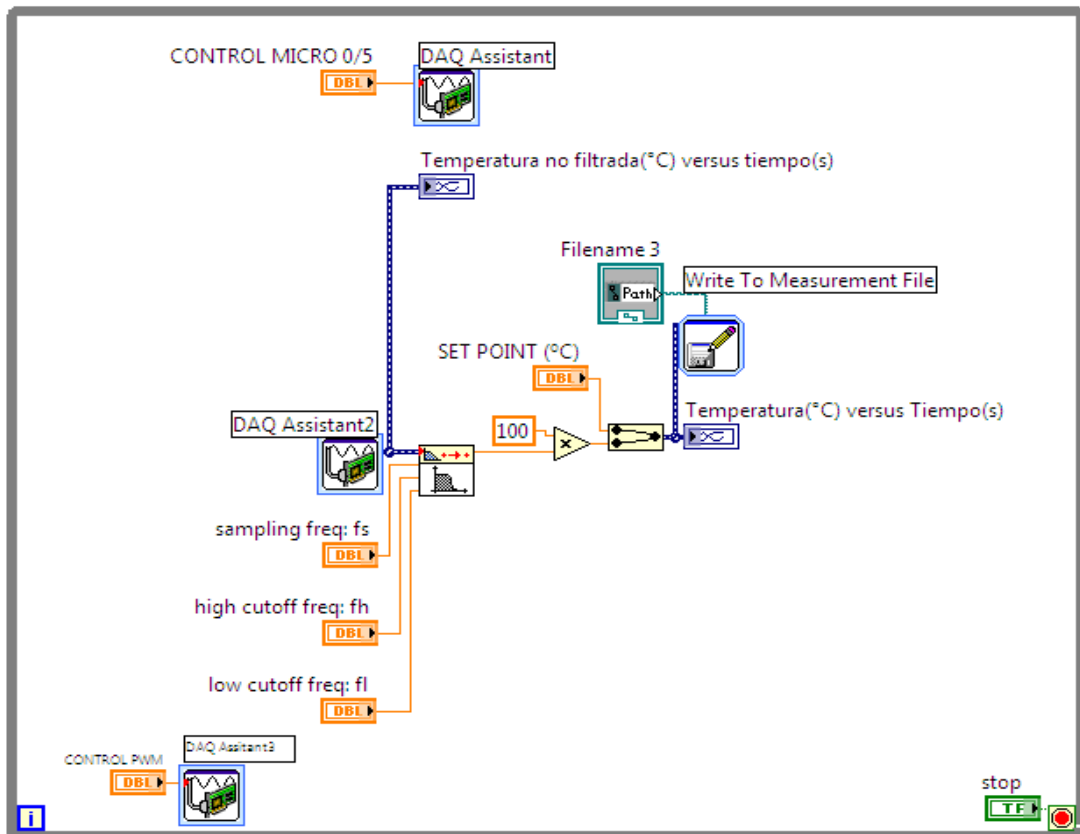 CONTROL MICRO 0/5
DAQ Assistant
DBL
Temperatura no filtrada(°C) versus tiempo(s)
Filename 3
Path
Write To Measurement File
SET POINT (ºC)
DBL
Temperatura(°C) versus Tiempo(s)
100
x
DAQ Assistant2
sampling freq: fs
DBL
high cutoff freq: fh
DBL
low cutoff freq: fl
DBL
DAQ Assitant3
CONTROL PWM
DBL
stop
TF
i